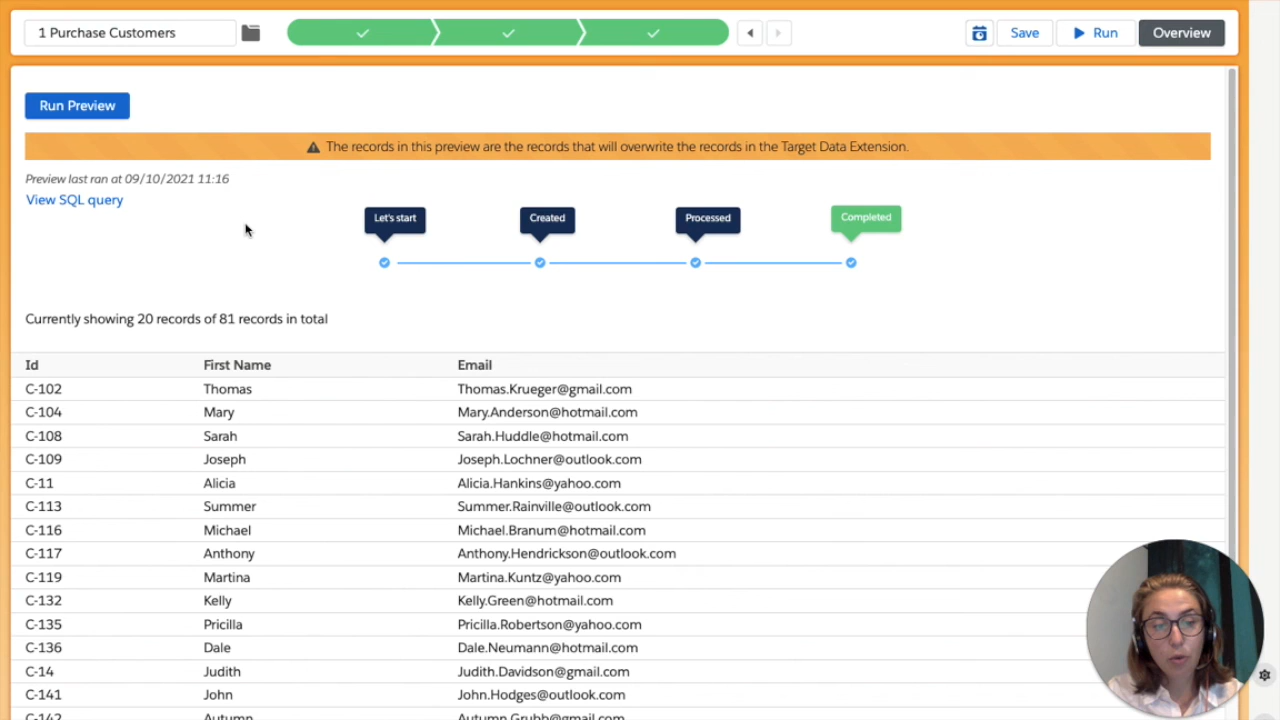 1 Purchase Customers
Save
Run
Overview
Run Preview
The records in this preview are the records that will overwrite the records in the Target Data Extension.
Preview last ran at 09/10/2021 11:16
View SQL query
Let's start
Created
Processed
Completed
Currently showing 20 records of 81 records in total
Id First Name Email
C-102 Thomas Thomas.Krueger@gmail.com
C-104 Mary Mary.Anderson@hotmail.com
C-108 Sarah Sarah.Huddle@hotmail.com
C-109 Joseph Joseph.Lochner@outlook.com
C-11 Alicia Alicia.Hankins@yahoo.com
C-113 Summer Summer.Rainville@outlook.com
C-116 Michael Michael.Branum@hotmail.com
C-117 Anthony Anthony.Hendrickson@outlook.com
C-119 Martina Martina.Kuntz@yahoo.com
C-132 Kelly Kelly.Green@hotmail.com
C-135 Pricilla Pricilla.Robertson@yahoo.com
C-136 Dale Dale.Neumann@hotmail.com
C-14 Judith Judith.Davidson@gmail.com
C-141 John John.Hodges@outlook.com
C-142 Autumn Autumn.Grubb@gmail.com